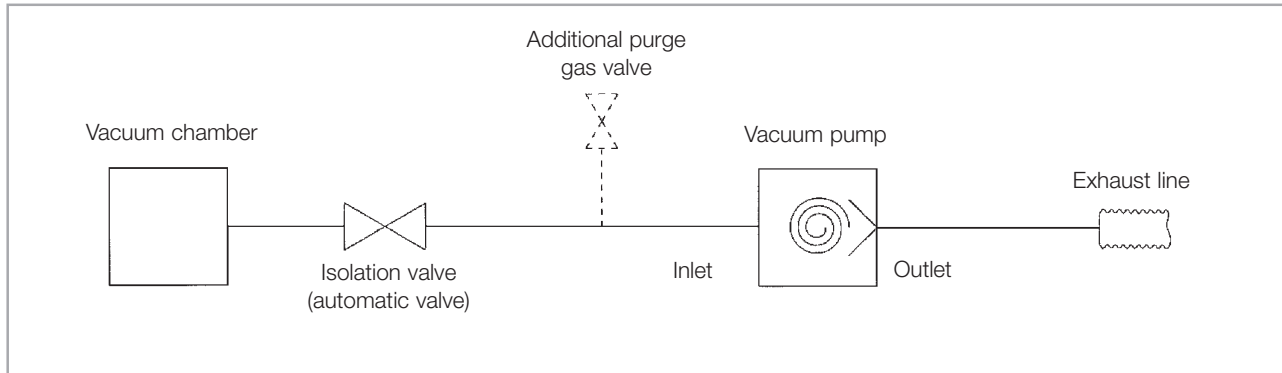 Additional purge
gas valve
Vacuum chamber
Vacuum pump
Exhaust line
Isolation valve
(automatic valve)
Inlet
Outlet